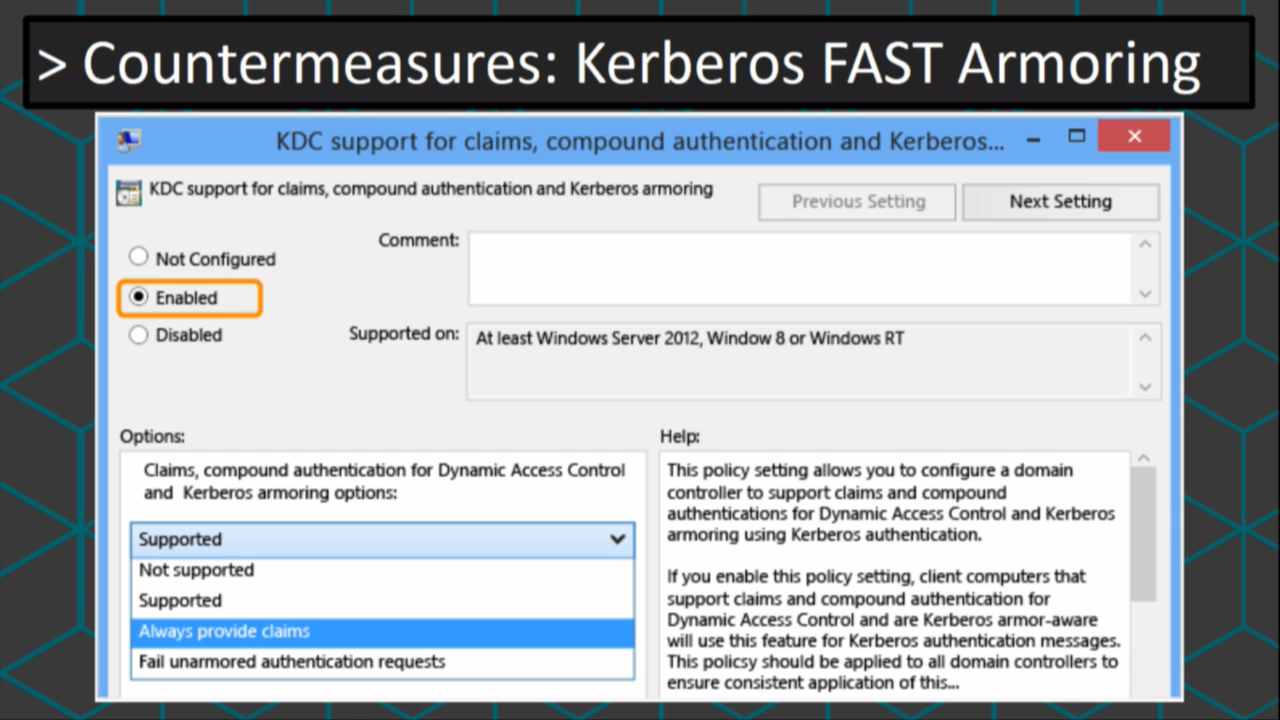 > Countermeasures: Kerberos FAST Armoring
KDC support for claims, compound authentication and Kerberos...
KDC support for claims, compound authentication and Kerberos armoring
Previous Setting
Next Setting
Not Configured
Comment:
Enabled
Disabled
Supported on:
At least Windows Server 2012, Window 8 or Windows RT
Options:
Help:
Claims, compound authentication for Dynamic Access Control
and Kerberos armoring options:
Supported
Not supported
Supported
Always provide claims
Fail unarmored authentication requests
This policy setting allows you to configure a domain
controller to support claims and compound
authentications for Dynamic Access Control and Kerberos
armoring using Kerberos authentication.
If you enable this policy setting, client computers that
support claims and compound authentication for
Dynamic Access Control and are Kerberos armor-aware
will use this feature for Kerberos authentication messages.
This policsy should be applied to all domain controllers to
ensure consistent application of this...